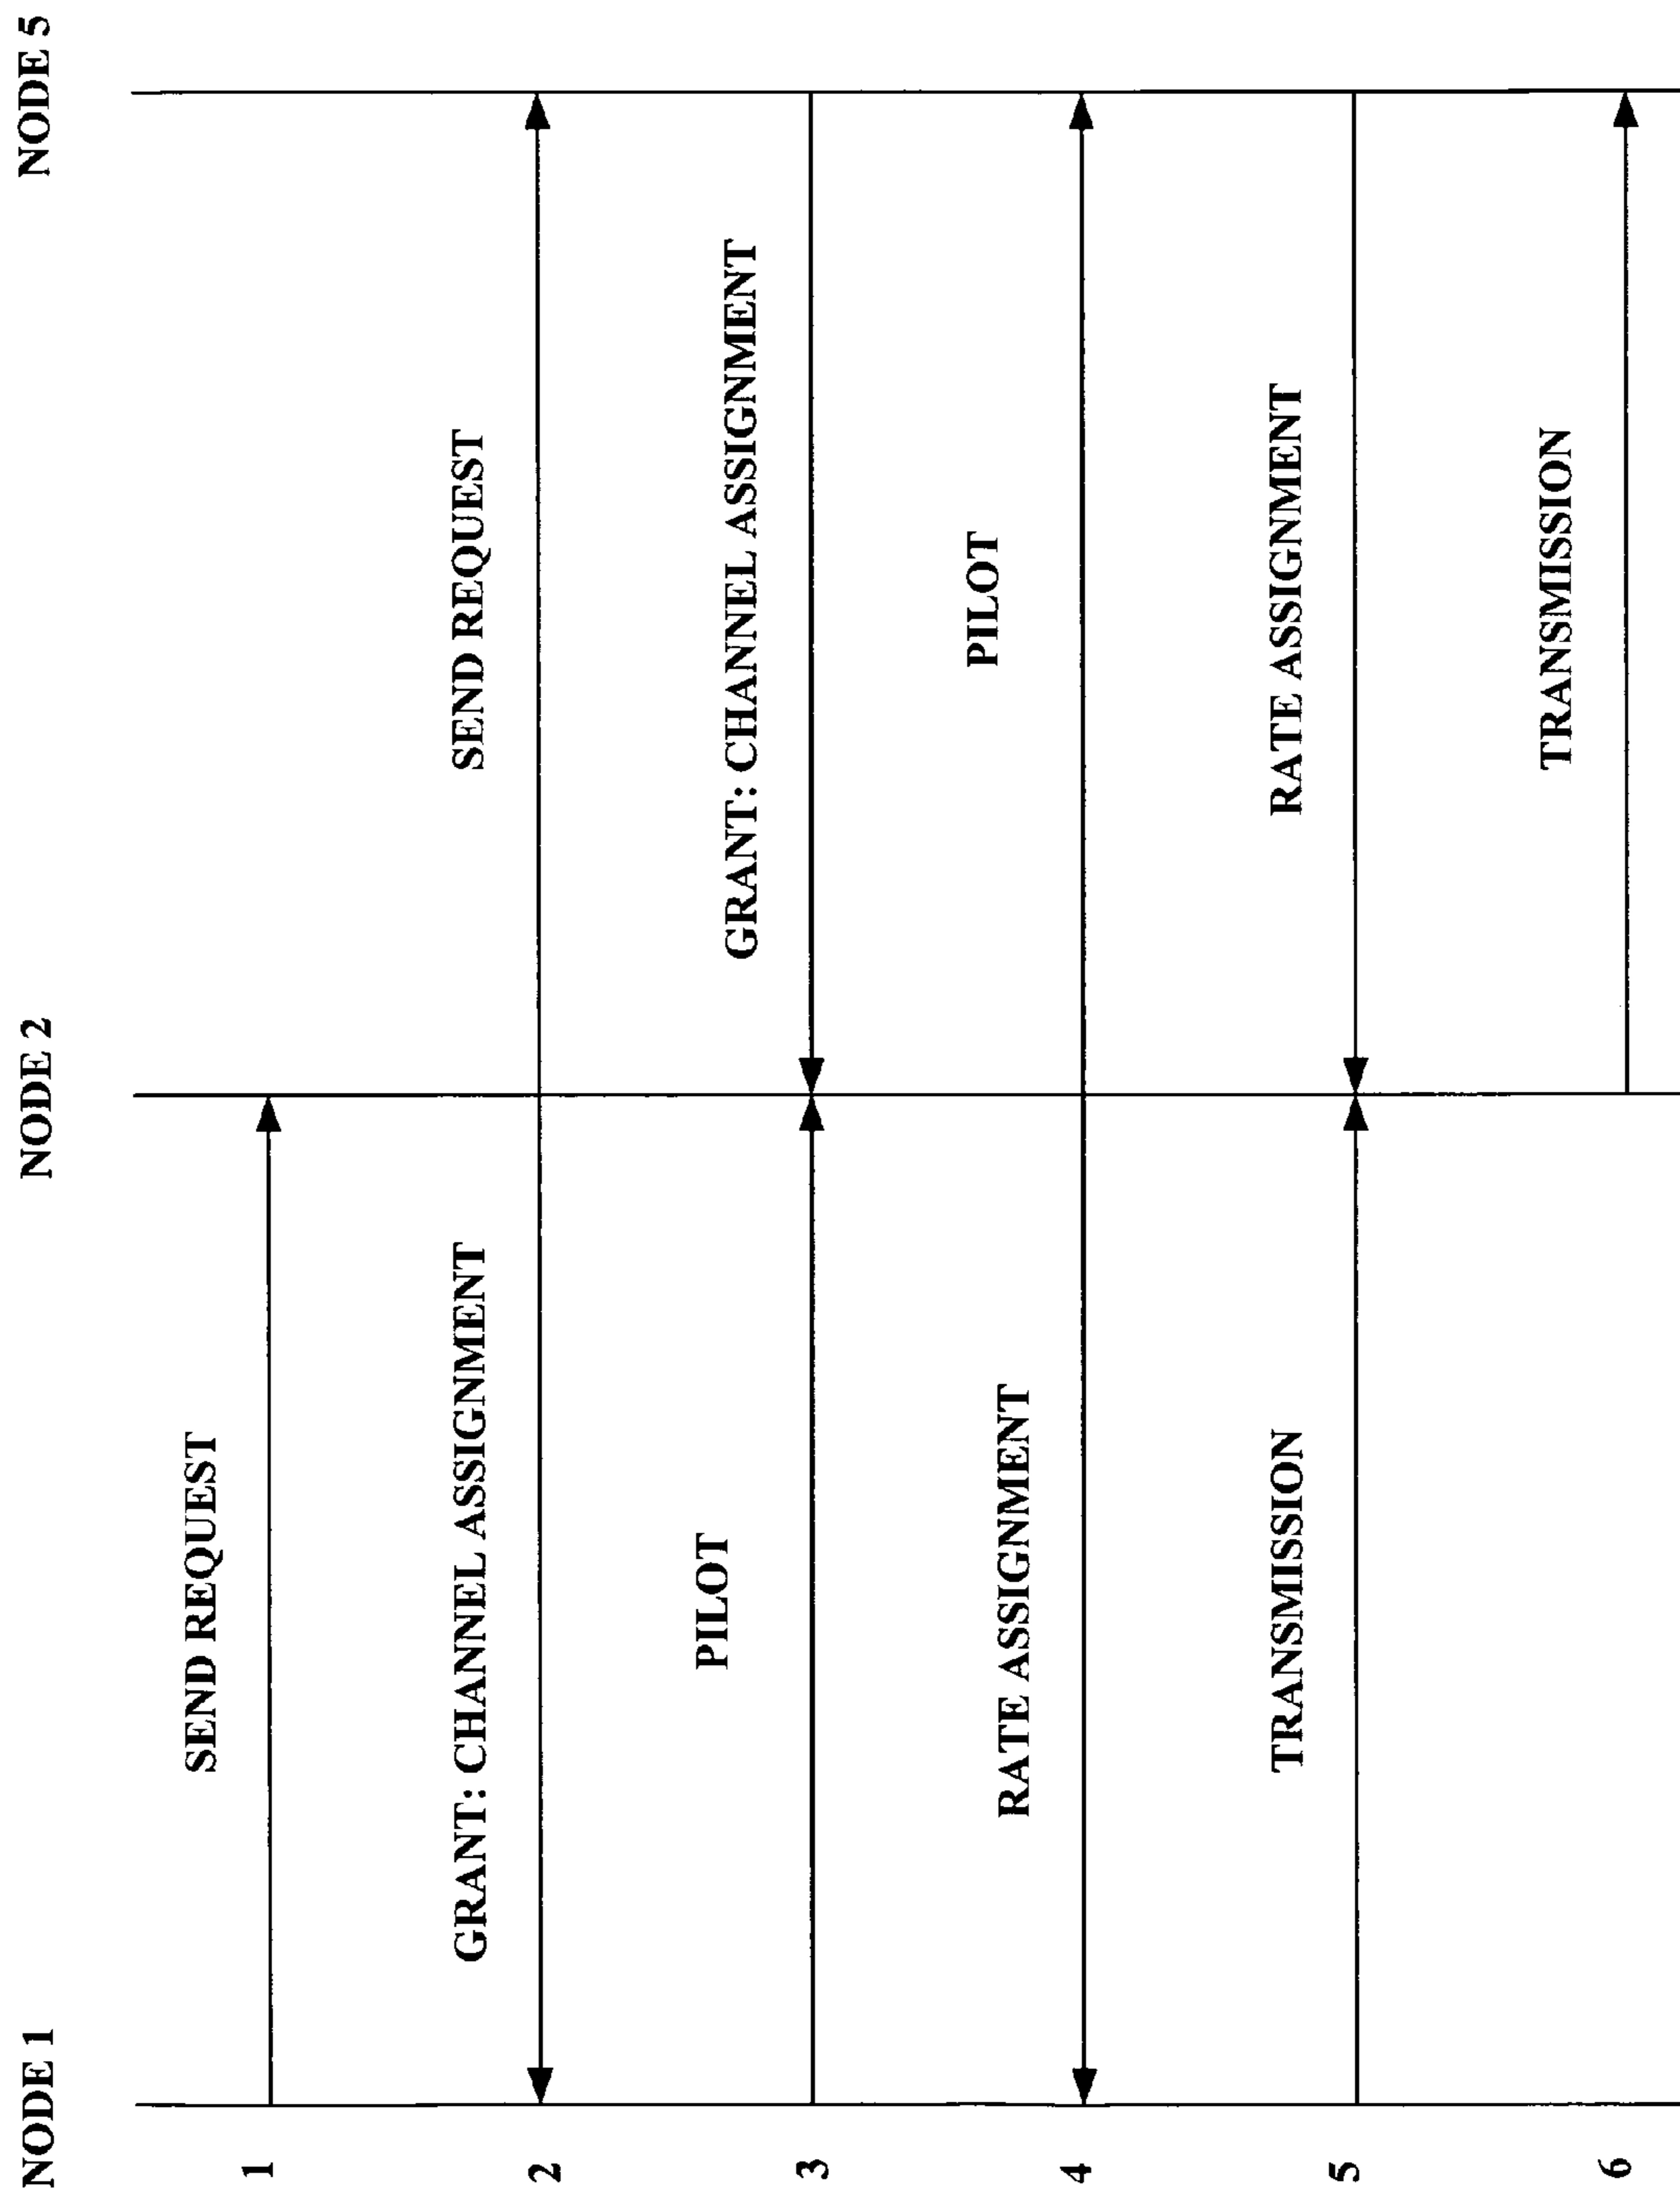 NODE 1
NODE 2
NODE 5
1
SEND REQUEST
2
GRANT: CHANNEL ASSIGNMENT
SEND REQUEST
3
PILOT
GRANT: CHANNEL ASSIGNMENT
4
RATE ASSIGNMENT
PILOT
5
TRANSMISSION
RATE ASSIGNMENT
6
TRANSMISSION